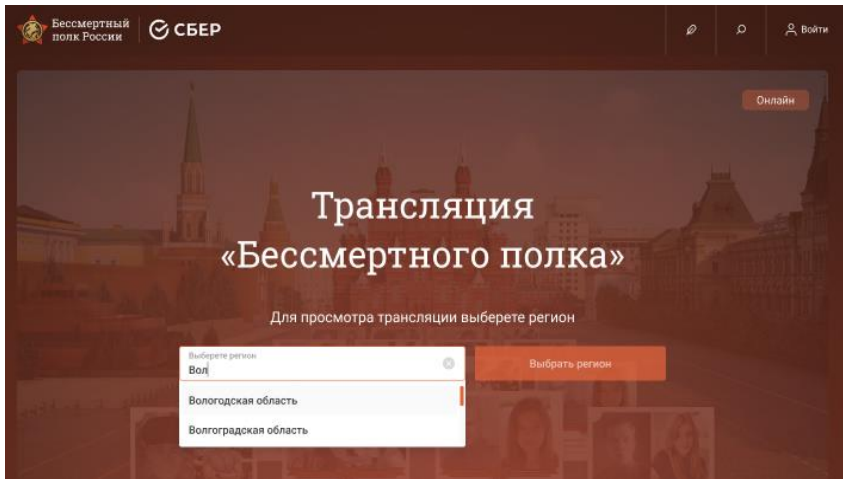 Бессмертный
полк России
СБЕР
Войти
Онлайн
Трансляция
«Бессмертного полка»
Для просмотра трансляции выберете регион
Выберете регион
Вол
Выбрать регион
Вологодская область
Волгоградская область